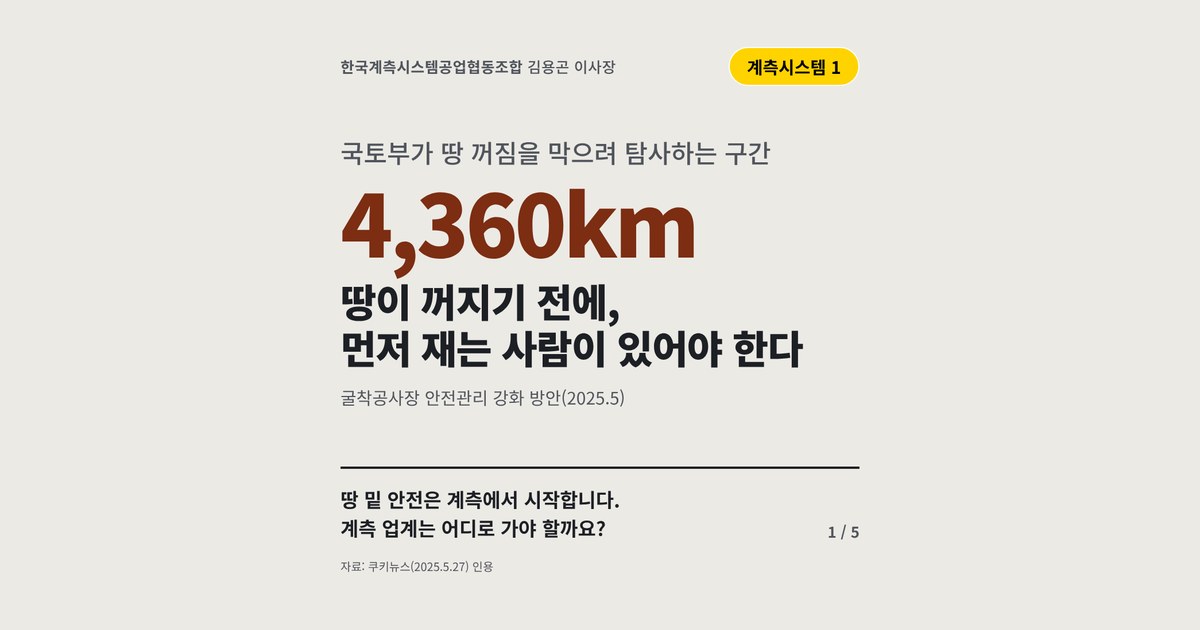 한국계측시스템공업협동조합 김용곤 이사장
계측시스템 1
국토부가 땅 꺼짐을 막으려 탐사하는 구간
4,360km
땅이 꺼지기 전에,
먼저 재는 사람이 있어야 한다
굴착공사장 안전관리 강화 방안(2025.5)
땅 밑 안전은 계측에서 시작합니다.
계측 업계는 어디로 가야 할까요?
1 / 5
자료: 쿠키뉴스(2025.5.27) 인용